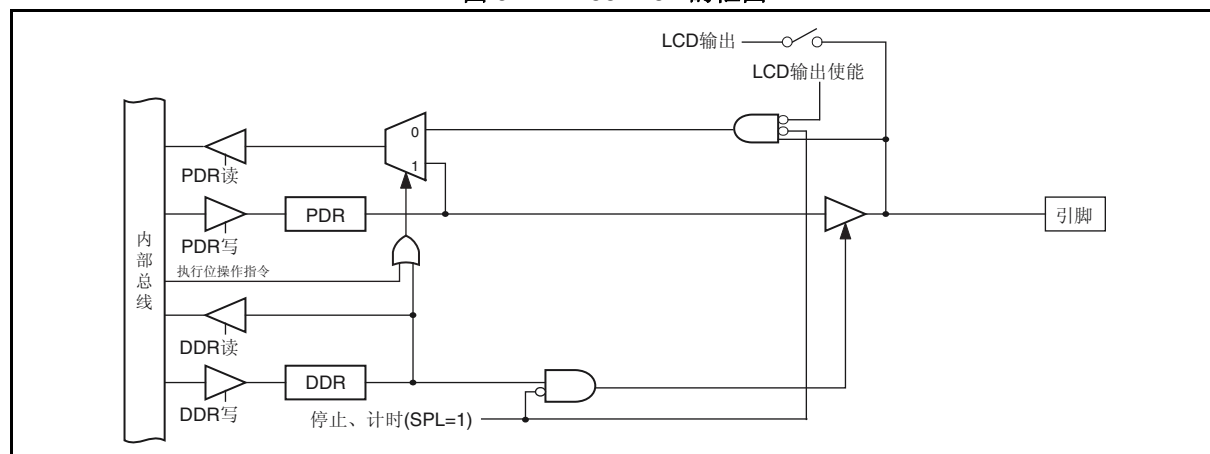 LCD输出
LCD输出使能
0
1
PDR读
PDR
PDR写
引脚
内部总线
执行位操作指令
DDR读
DDR
DDR写
停止、计时(SPL=1)